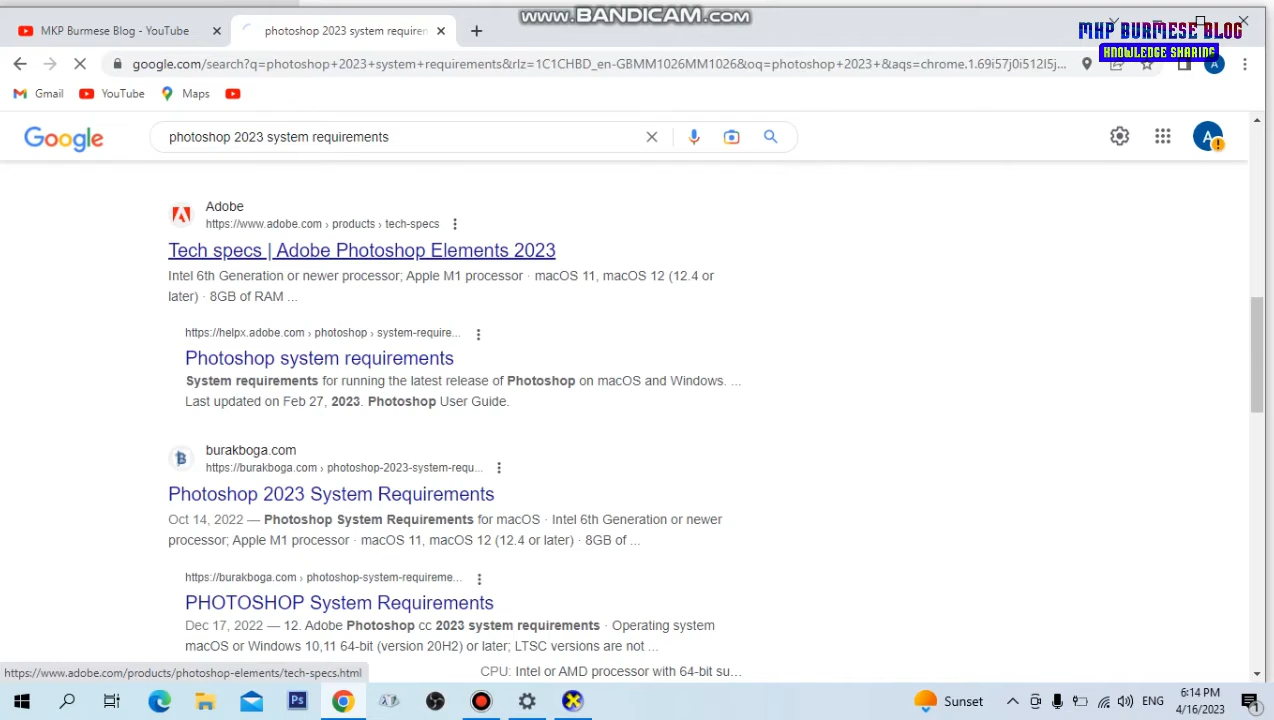 www.BANDICAM.com
MKP Burmese Blog - YouTube
photoshop 2023 system requiren
MKP BURMESE BLOG
KNOWLEDGE SHARING
google.com/search?q=photoshop+2023+system+requirements&rlz=1C1CHBD_en-GBMM1026MM1026&oq=photoshop+2023+&aqs=chrome.1.69i57j0i512l5j...
A
Gmail
YouTube
Maps
Google
photoshop 2023 system requirements
A
Adobe
https://www.adobe.com › products › tech-specs
Tech specs | Adobe Photoshop Elements 2023
Intel 6th Generation or newer processor; Apple M1 processor · macOS 11, macOS 12 (12.4 or
later) · 8GB of RAM ...
https://helpx.adobe.com › photoshop › system-require...
Photoshop system requirements
System requirements for running the latest release of Photoshop on macOS and Windows. ...
Last updated on Feb 27, 2023. Photoshop User Guide.
burakboga.com
https://burakboga.com › photoshop-2023-system-requ...
Photoshop 2023 System Requirements
Oct 14, 2022 — Photoshop System Requirements for macOS · Intel 6th Generation or newer
processor; Apple M1 processor · macOS 11, macOS 12 (12.4 or later) · 8GB of ...
https://burakboga.com › photoshop-system-requireme...
PHOTOSHOP System Requirements
Dec 17, 2022 — 12. Adobe Photoshop cc 2023 system requirements · Operating system
macOS or Windows 10,11 64-bit (version 20H2) or later; LTSC versions are not ...
CPU: Intel or AMD processor with 64-bit su...
https://www.adobe.com/products/photoshop-elements/tech-specs.html
Ps
Sunset
ENG
6:14 PM
4/16/2023
1